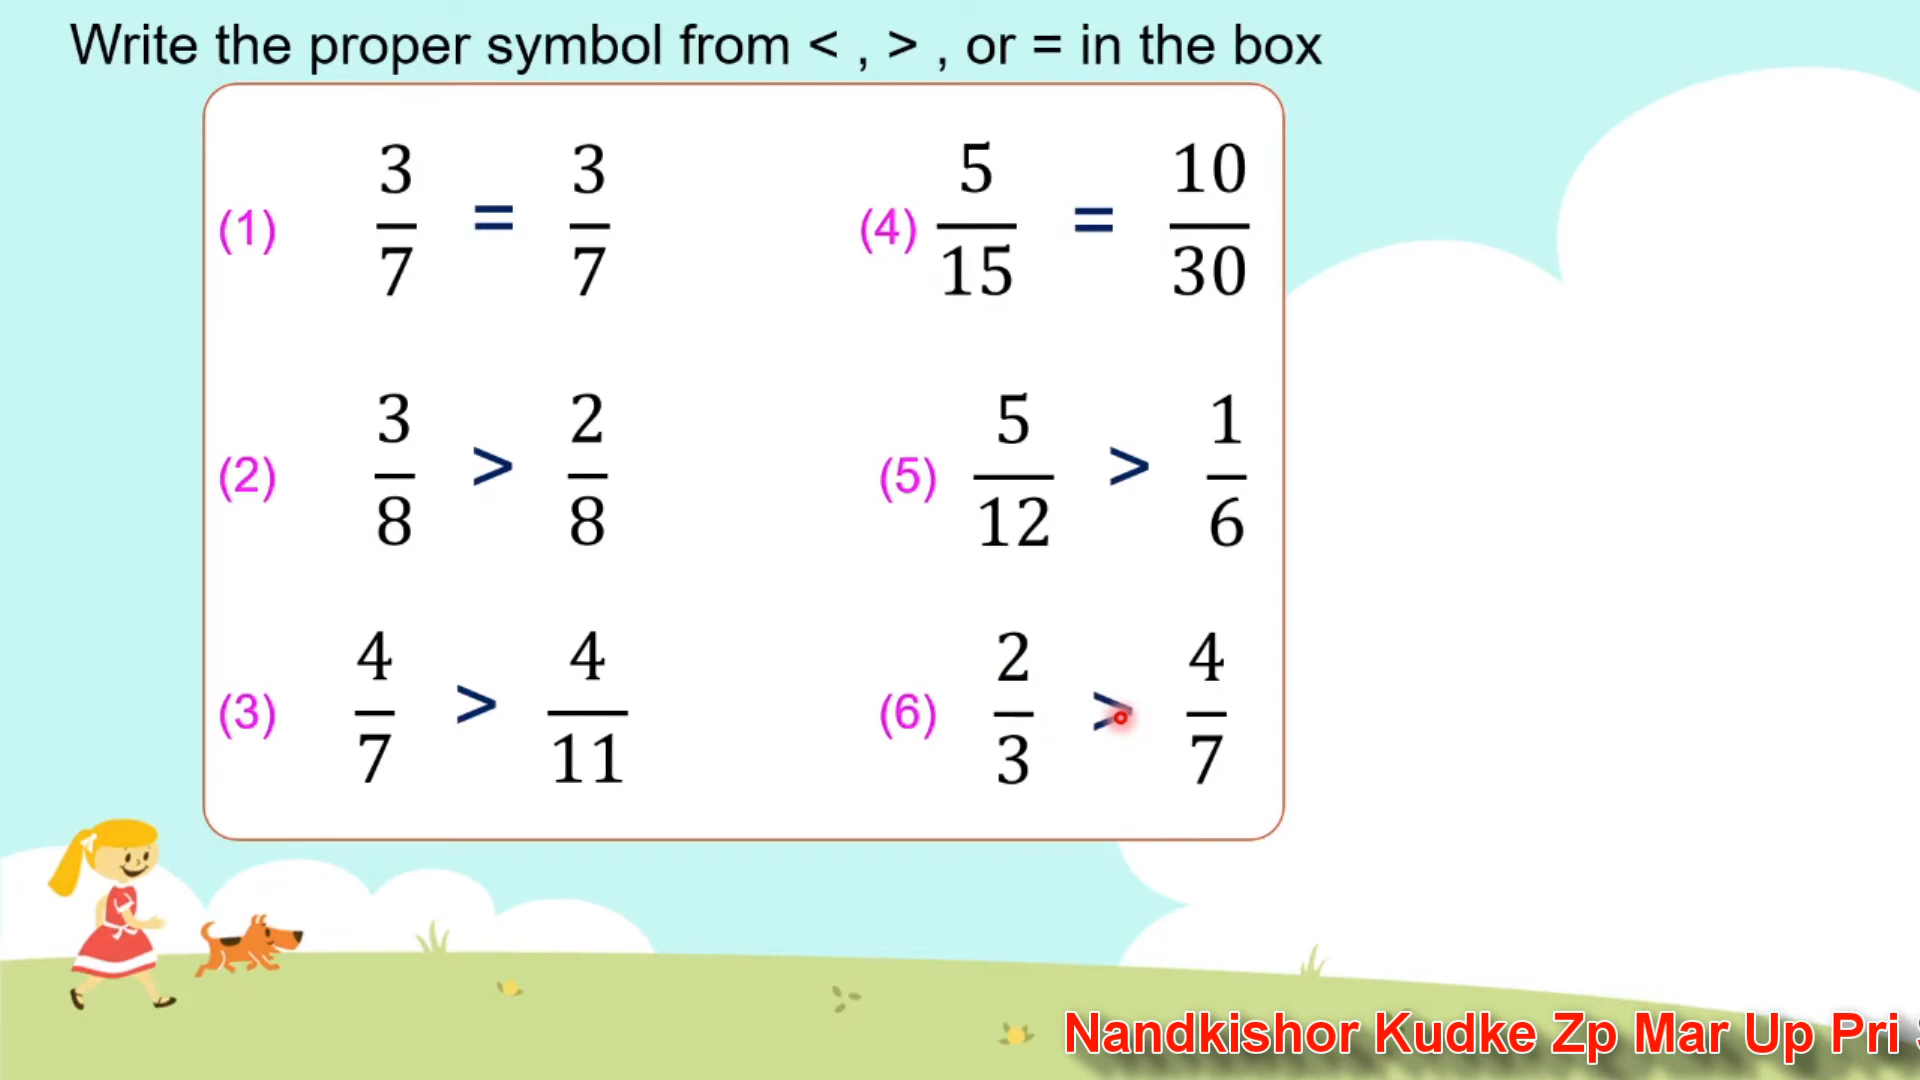 Write the proper symbol from < , > , or = in the box
(1) 3/7 = 3/7
(4) 5/15 = 10/30
(2) 3/8 > 2/8
(5) 5/12 > 1/6
(3) 4/7 > 4/11
(6) 2/3 > 4/7
Nandkishor Kudke Zp Mar Up Pri